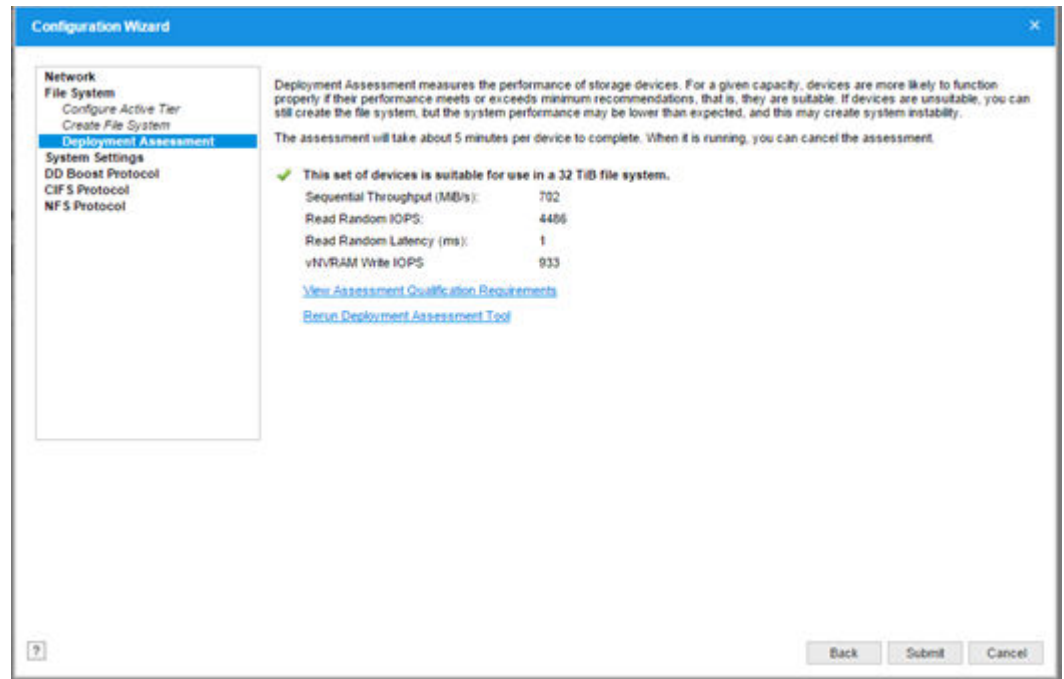 Configuration Wizard
×
Network
File System
Configure Active Tier
Create File System
Deployment Assessment
System Settings
DD Boost Protocol
CIFS Protocol
NFS Protocol
Deployment Assessment measures the performance of storage devices. For a given capacity, devices are more likely to function
properly if their performance meets or exceeds minimum recommendations, that is, they are suitable. If devices are unsuitable, you can
still create the file system, but the system performance may be lower than expected, and this may create system instability.
The assessment will take about 5 minutes per device to complete. When it is running, you can cancel the assessment.
This set of devices is suitable for use in a 32 TiB file system.
Sequential Throughput (MiB/s): 702
Read Random IOPS: 4486
Read Random Latency (ms): 1
vNVRAM Write IOPS 933
View Assessment Qualification Requirements
Rerun Deployment Assessment Tool
?
Back Submit Cancel